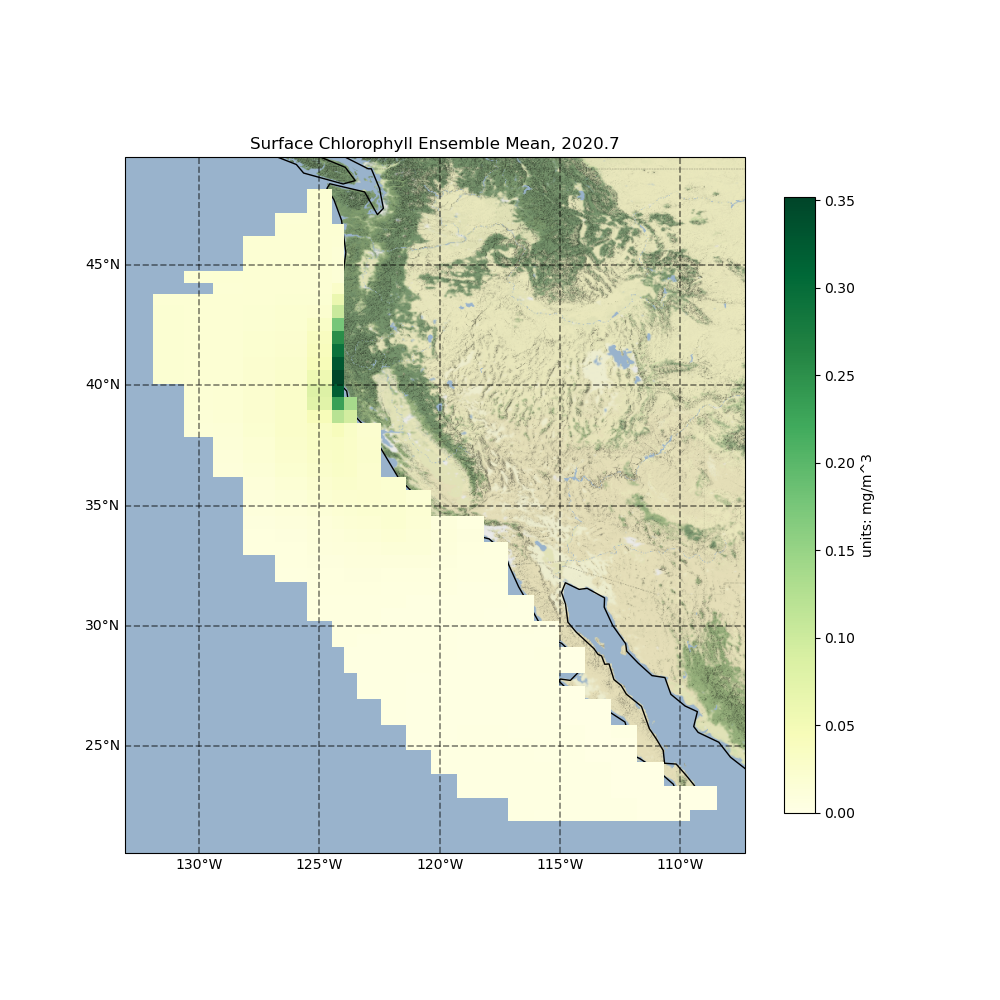 Surface Chlorophyll Ensemble Mean, 2020.7
45°N
40°N
35°N
30°N
25°N
130°W 125°W 120°W 115°W 110°W
0.35
0.30
0.25
0.20
0.15
0.10
0.05
0.00
units: mg/m^3